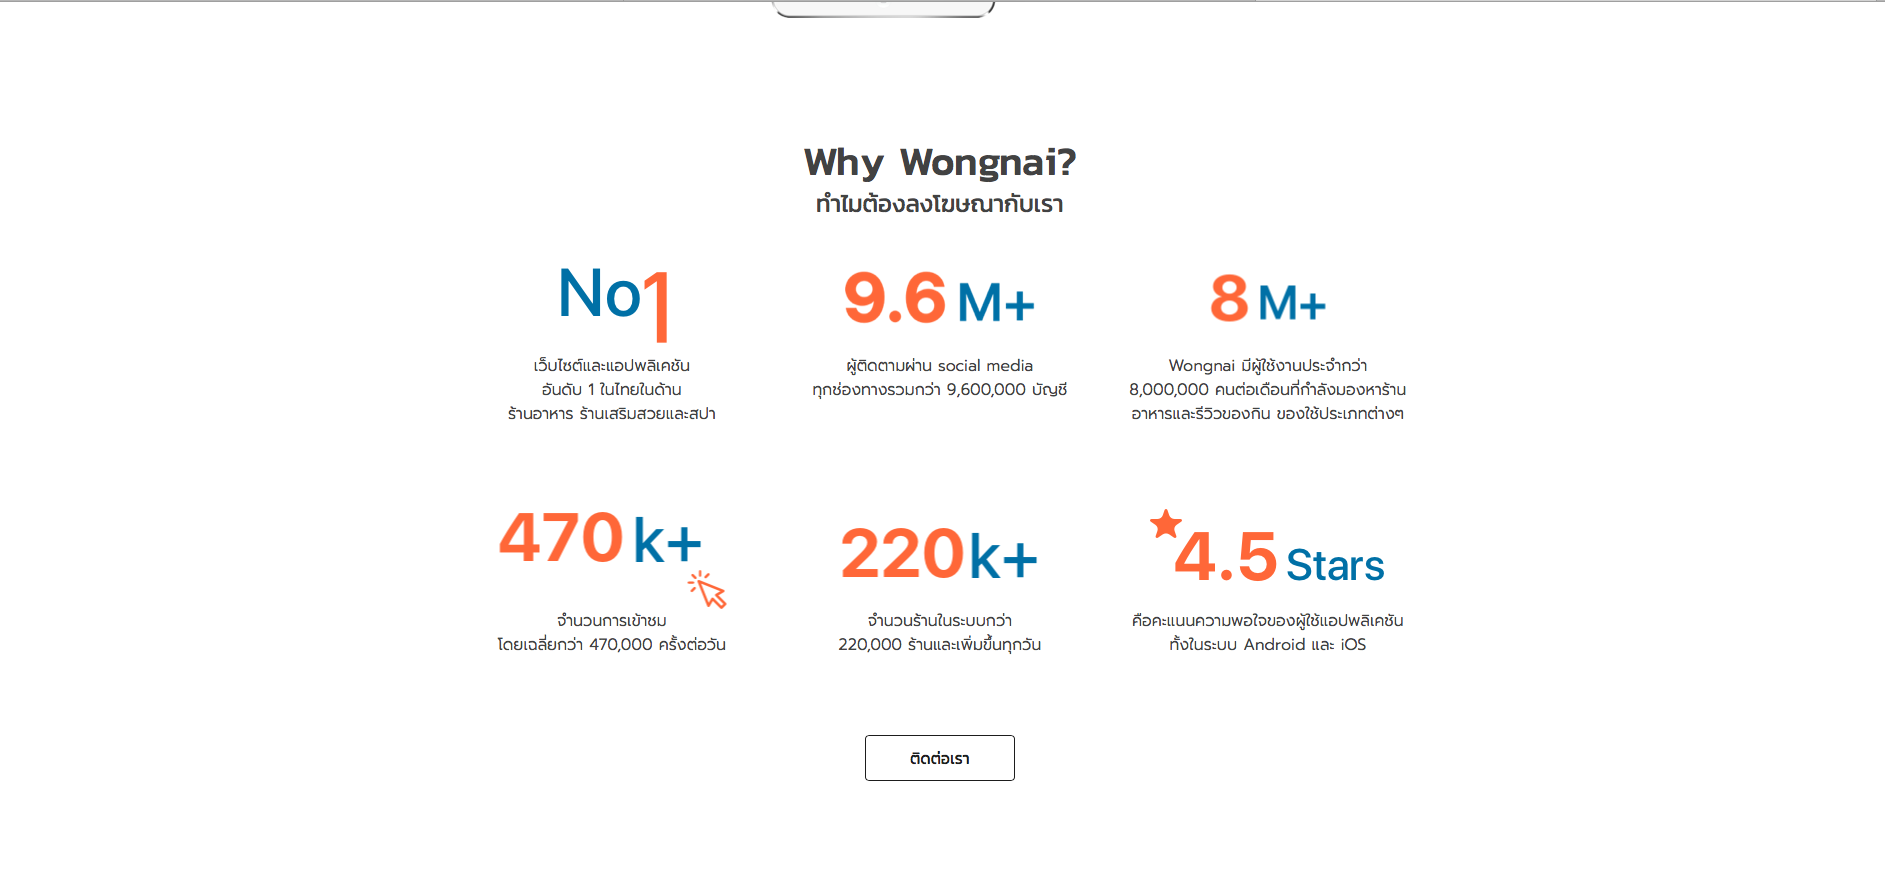 Why Wongnai?
ทำไมต้องลงโฆษณากับเรา
No1
เว็บไซต์และแอปพลิเคชัน
อันดับ 1 ในไทยในด้าน
ร้านอาหาร ร้านเสริมสวยและสปา
9.6 M+
ผู้ติดตามผ่าน social media
ทุกช่องทางรวมกว่า 9,600,000 บัญชี
8 M+
Wongnai มีผู้ใช้งานประจำกว่า
8,000,000 คนต่อเดือนที่กำลังมองหาร้าน
อาหารและรีวิวของกิน ของใช้ประเภทต่างๆ
470 k+
จำนวนการเข้าชม
โดยเฉลี่ยกว่า 470,000 ครั้งต่อวัน
220 k+
จำนวนร้านในระบบกว่า
220,000 ร้านและเพิ่มขึ้นทุกวัน
4.5 Stars
คือคะแนนความพอใจของผู้ใช้แอปพลิเคชัน
ทั้งในระบบ Android และ iOS
ติดต่อเรา